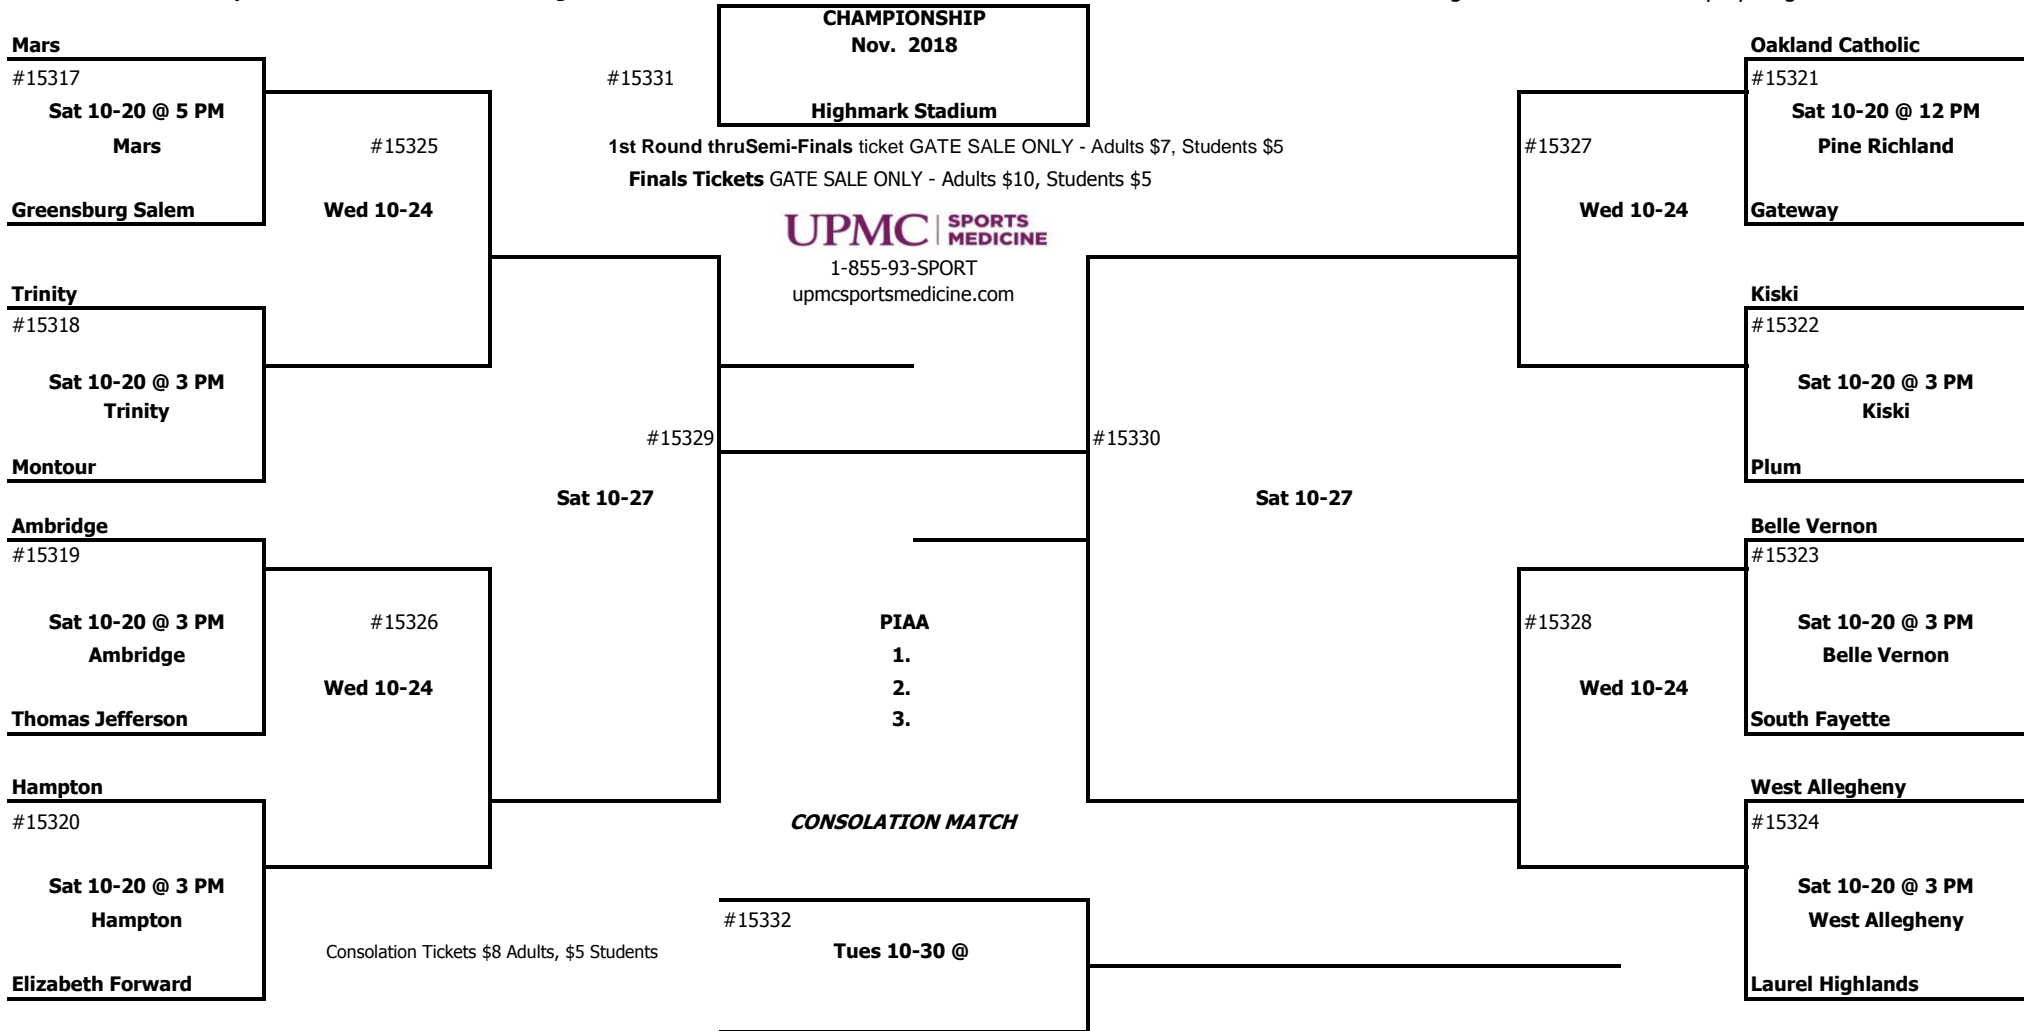 CHAMPIONSHIP
Nov. 2018
Highmark Stadium
#15331
1st Round thruSemi-Finals ticket GATE SALE ONLY - Adults $7, Students $5
Finals Tickets GATE SALE ONLY - Adults $10, Students $5
UPMC | SPORTS MEDICINE
1-855-93-SPORT
upmcsportsmedicine.com
Mars
#15317
Sat 10-20 @ 5 PM
Mars
Greensburg Salem
#15325
Wed 10-24
Trinity
#15318
Sat 10-20 @ 3 PM
Trinity
Montour
#15329
Sat 10-27
Ambridge
#15319
Sat 10-20 @ 3 PM
Ambridge
Thomas Jefferson
#15326
Wed 10-24
Hampton
#15320
Sat 10-20 @ 3 PM
Hampton
Elizabeth Forward
PIAA
1.
2.
3.
CONSOLATION MATCH
#15332
Tues 10-30 @
Consolation Tickets $8 Adults, $5 Students
Oakland Catholic
#15321
Sat 10-20 @ 12 PM
Pine Richland
Gateway
#15327
Wed 10-24
Kiski
#15322
Sat 10-20 @ 3 PM
Kiski
Plum
#15330
Sat 10-27
Belle Vernon
#15323
Sat 10-20 @ 3 PM
Belle Vernon
South Fayette
#15328
Wed 10-24
West Allegheny
#15324
Sat 10-20 @ 3 PM
West Allegheny
Laurel Highlands